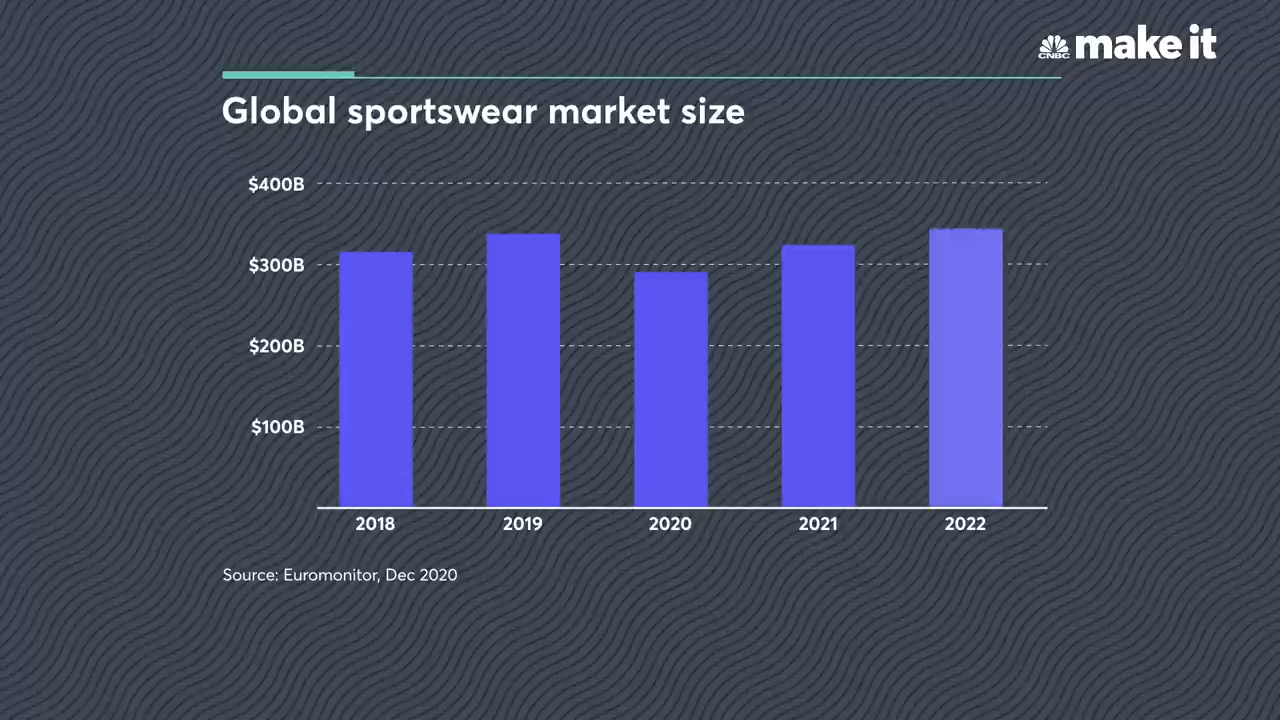 CNBC make it
Global sportswear market size
$400B
$300B
$200B
$100B
2018 2019 2020 2021 2022
Source: Euromonitor, Dec 2020